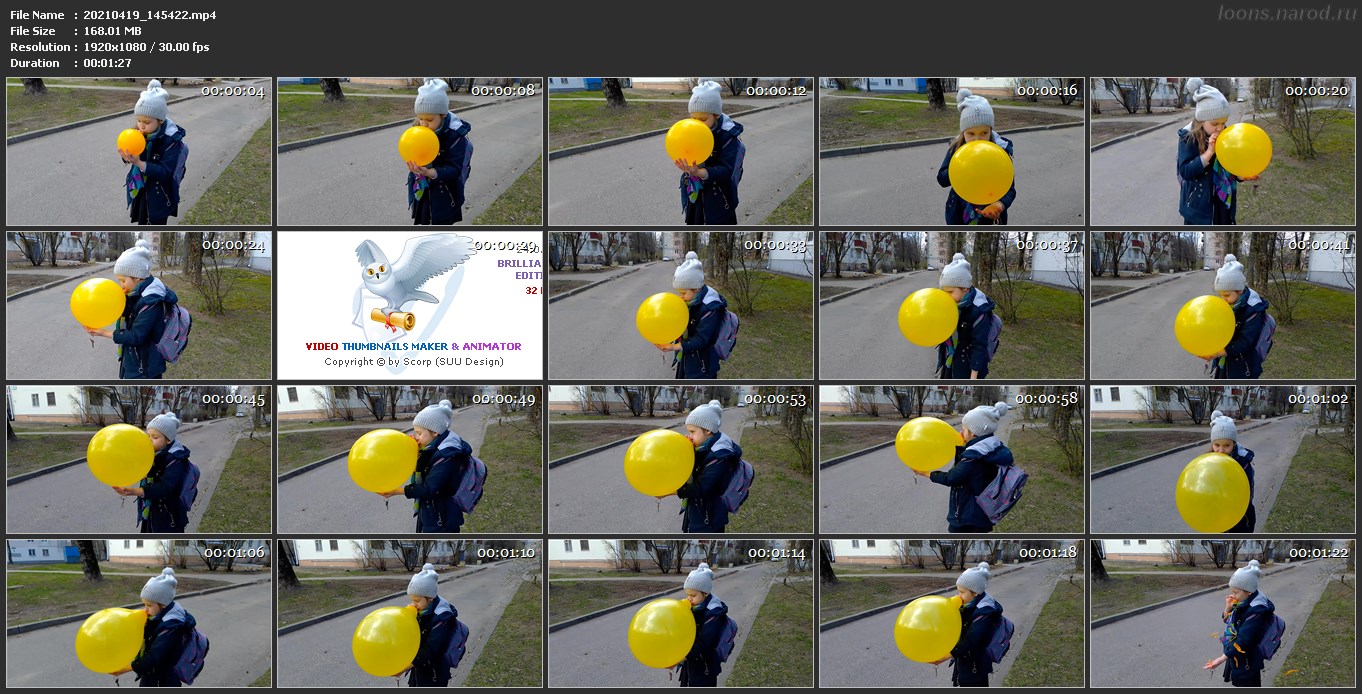 File Name : 20210419_145422.mp4
loons.narod.ru
File Size : 168.01 MB
Resolution : 1920x1080 / 30.00 fps
Duration : 00:01:27
00:00:04
00:00:08
00:00:12
00:00:16
00:00:20
00:00:24
00:00:29
BRILLIA
EDITI
32
VIDEO THUMBNAILS MAKER & ANIMATOR
Copyright © by Scorp (SUU Design)
00:00:33
00:00:37
00:00:41
00:00:45
00:00:49
00:00:53
00:00:58
00:01:02
00:01:06
00:01:10
00:01:14
00:01:18
00:01:22